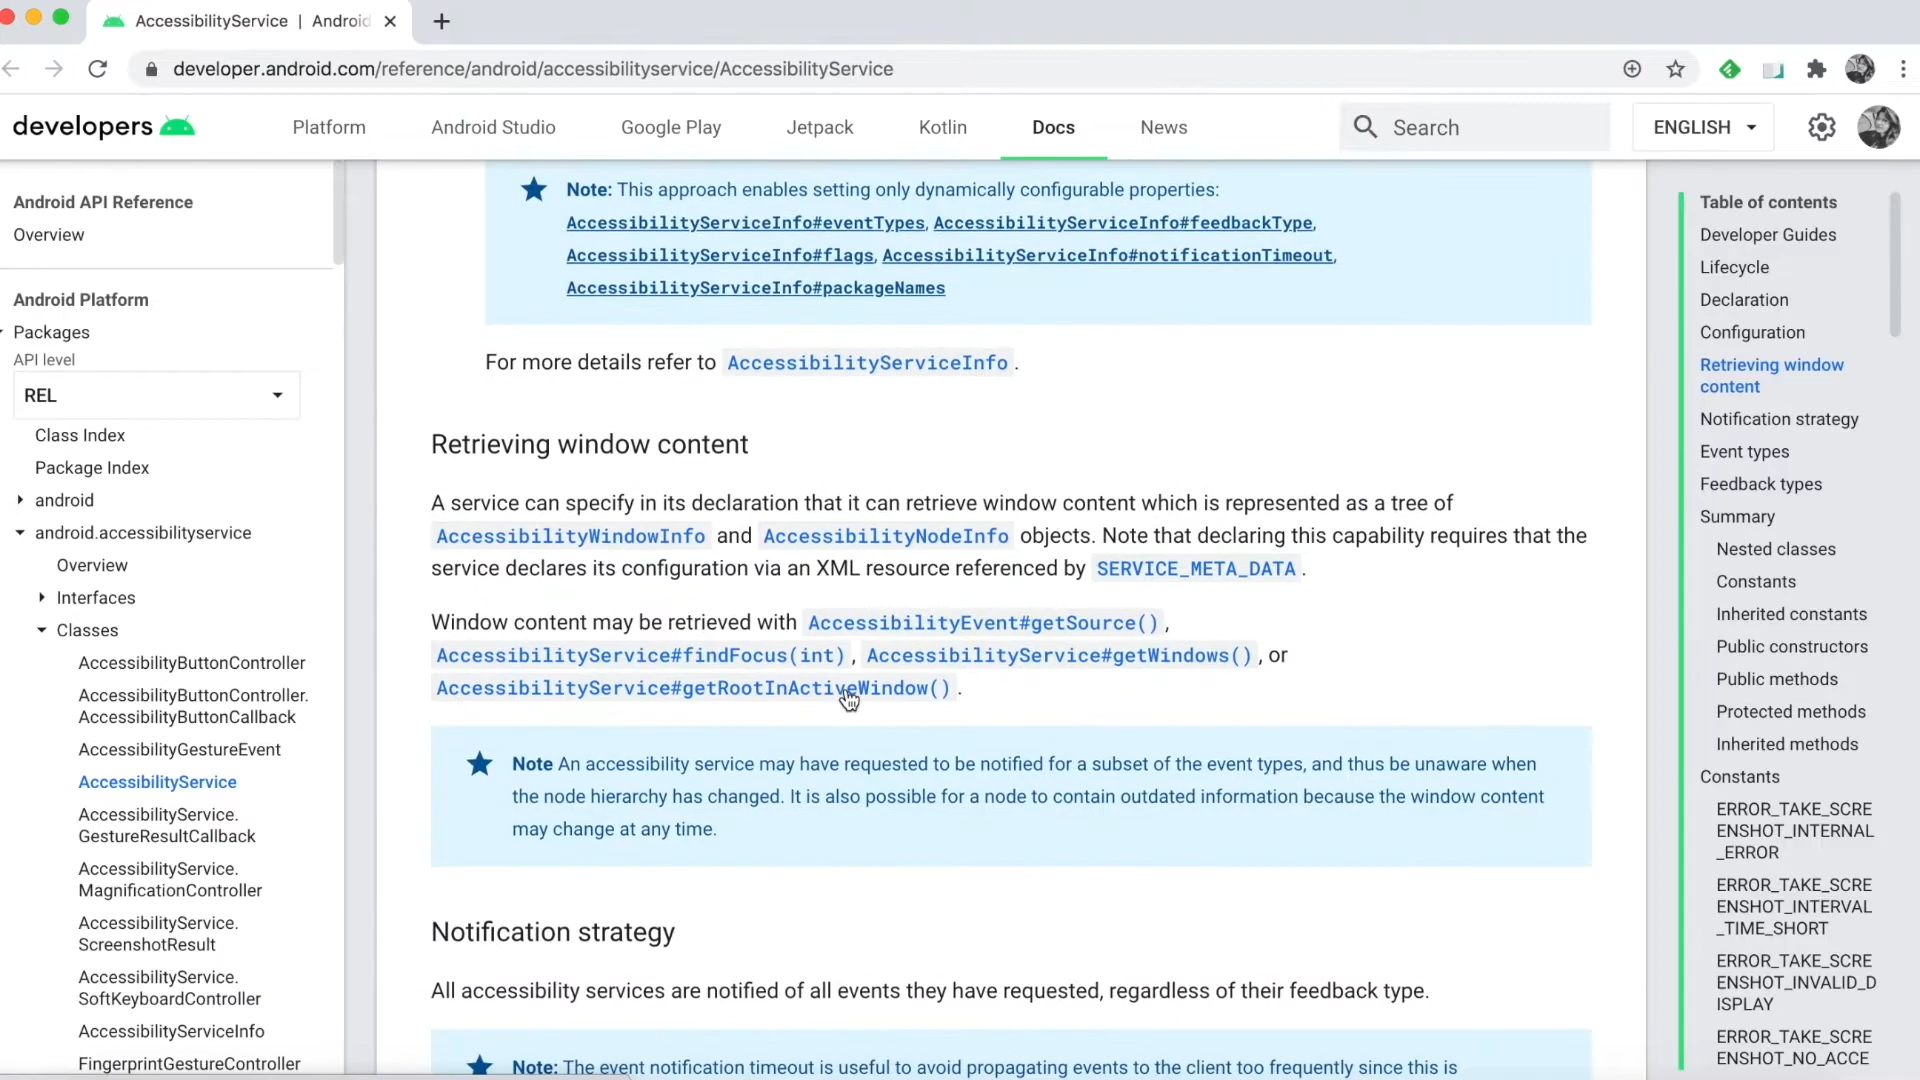 AccessibilityService | Android
developer.android.com/reference/android/accessibilityservice/AccessibilityService
developers
Platform
Android Studio
Google Play
Jetpack
Kotlin
Docs
News
Search
ENGLISH
Android API Reference
Overview
Android Platform
Packages
API level
REL
Class Index
Package Index
android
android.accessibilityservice
Overview
Interfaces
Classes
AccessibilityButtonController
AccessibilityButtonController.
AccessibilityButtonCallback
AccessibilityGestureEvent
AccessibilityService
AccessibilityService.
GestureResultCallback
AccessibilityService.
MagnificationController
AccessibilityService.
ScreenshotResult
AccessibilityService.
SoftKeyboardController
AccessibilityServiceInfo
FingerprintGestureController
Note: This approach enables setting only dynamically configurable properties:
AccessibilityServiceInfo#eventTypes, AccessibilityServiceInfo#feedbackType,
AccessibilityServiceInfo#flags, AccessibilityServiceInfo#notificationTimeout,
AccessibilityServiceInfo#packageNames
For more details refer to AccessibilityServiceInfo.
Retrieving window content
A service can specify in its declaration that it can retrieve window content which is represented as a tree of
AccessibilityWindowInfo and AccessibilityNodeInfo objects. Note that declaring this capability requires that the
service declares its configuration via an XML resource referenced by SERVICE_META_DATA.
Window content may be retrieved with AccessibilityEvent#getSource(),
AccessibilityService#findFocus(int), AccessibilityService#getWindows(), or
AccessibilityService#getRootInActiveWindow().
Note An accessibility service may have requested to be notified for a subset of the event types, and thus be unaware when
the node hierarchy has changed. It is also possible for a node to contain outdated information because the window content
may change at any time.
Notification strategy
All accessibility services are notified of all events they have requested, regardless of their feedback type.
Note: The event notification timeout is useful to avoid propagating events to the client too frequently since this is
Table of contents
Developer Guides
Lifecycle
Declaration
Configuration
Retrieving window
content
Notification strategy
Event types
Feedback types
Summary
Nested classes
Constants
Inherited constants
Public constructors
Public methods
Protected methods
Inherited methods
Constants
ERROR_TAKE_SCRE
ENSHOT_INTERNAL
_ERROR
ERROR_TAKE_SCRE
ENSHOT_INTERVAL
_TIME_SHORT
ERROR_TAKE_SCRE
ENSHOT_INVALID_D
ISPLAY
ERROR_TAKE_SCRE
ENSHOT_NO_ACCE